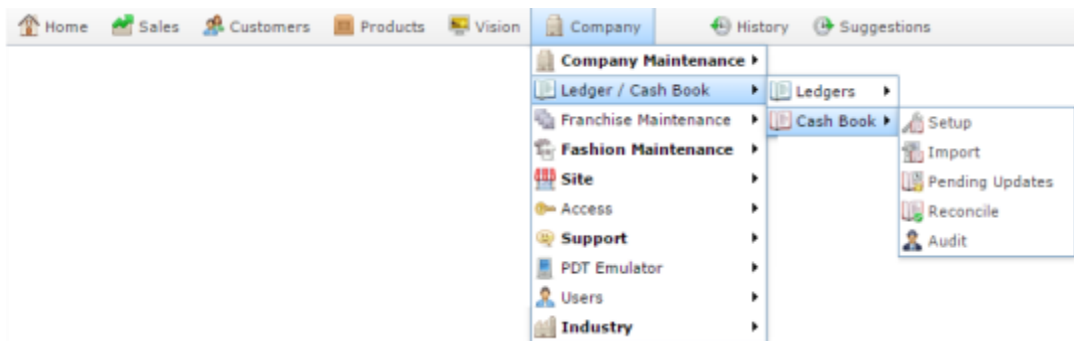 Home Sales Customers Products Vision Company History Suggestions
Company Maintenance
Ledger / Cash Book Ledgers
Franchise Maintenance Cash Book Setup
Fashion Maintenance Import
Site Pending Updates
Access Reconcile
Support Audit
PDT Emulator
Users
Industry